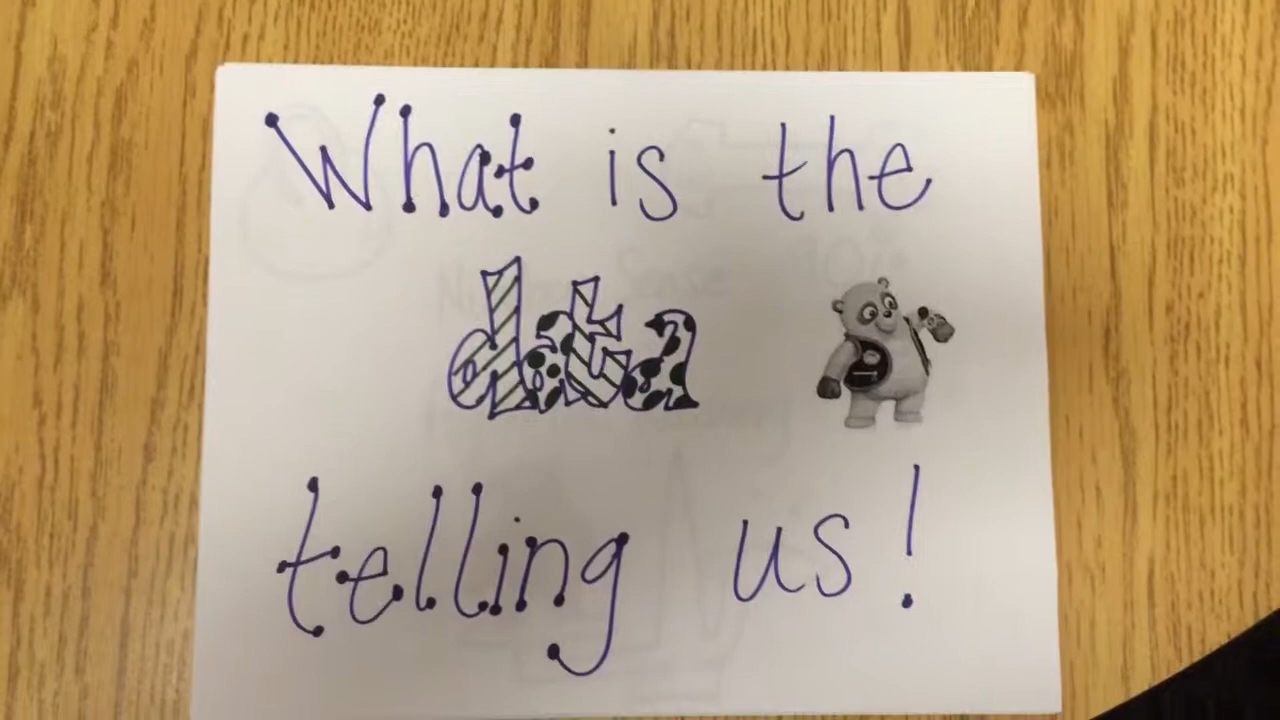 What is the
data
telling us!